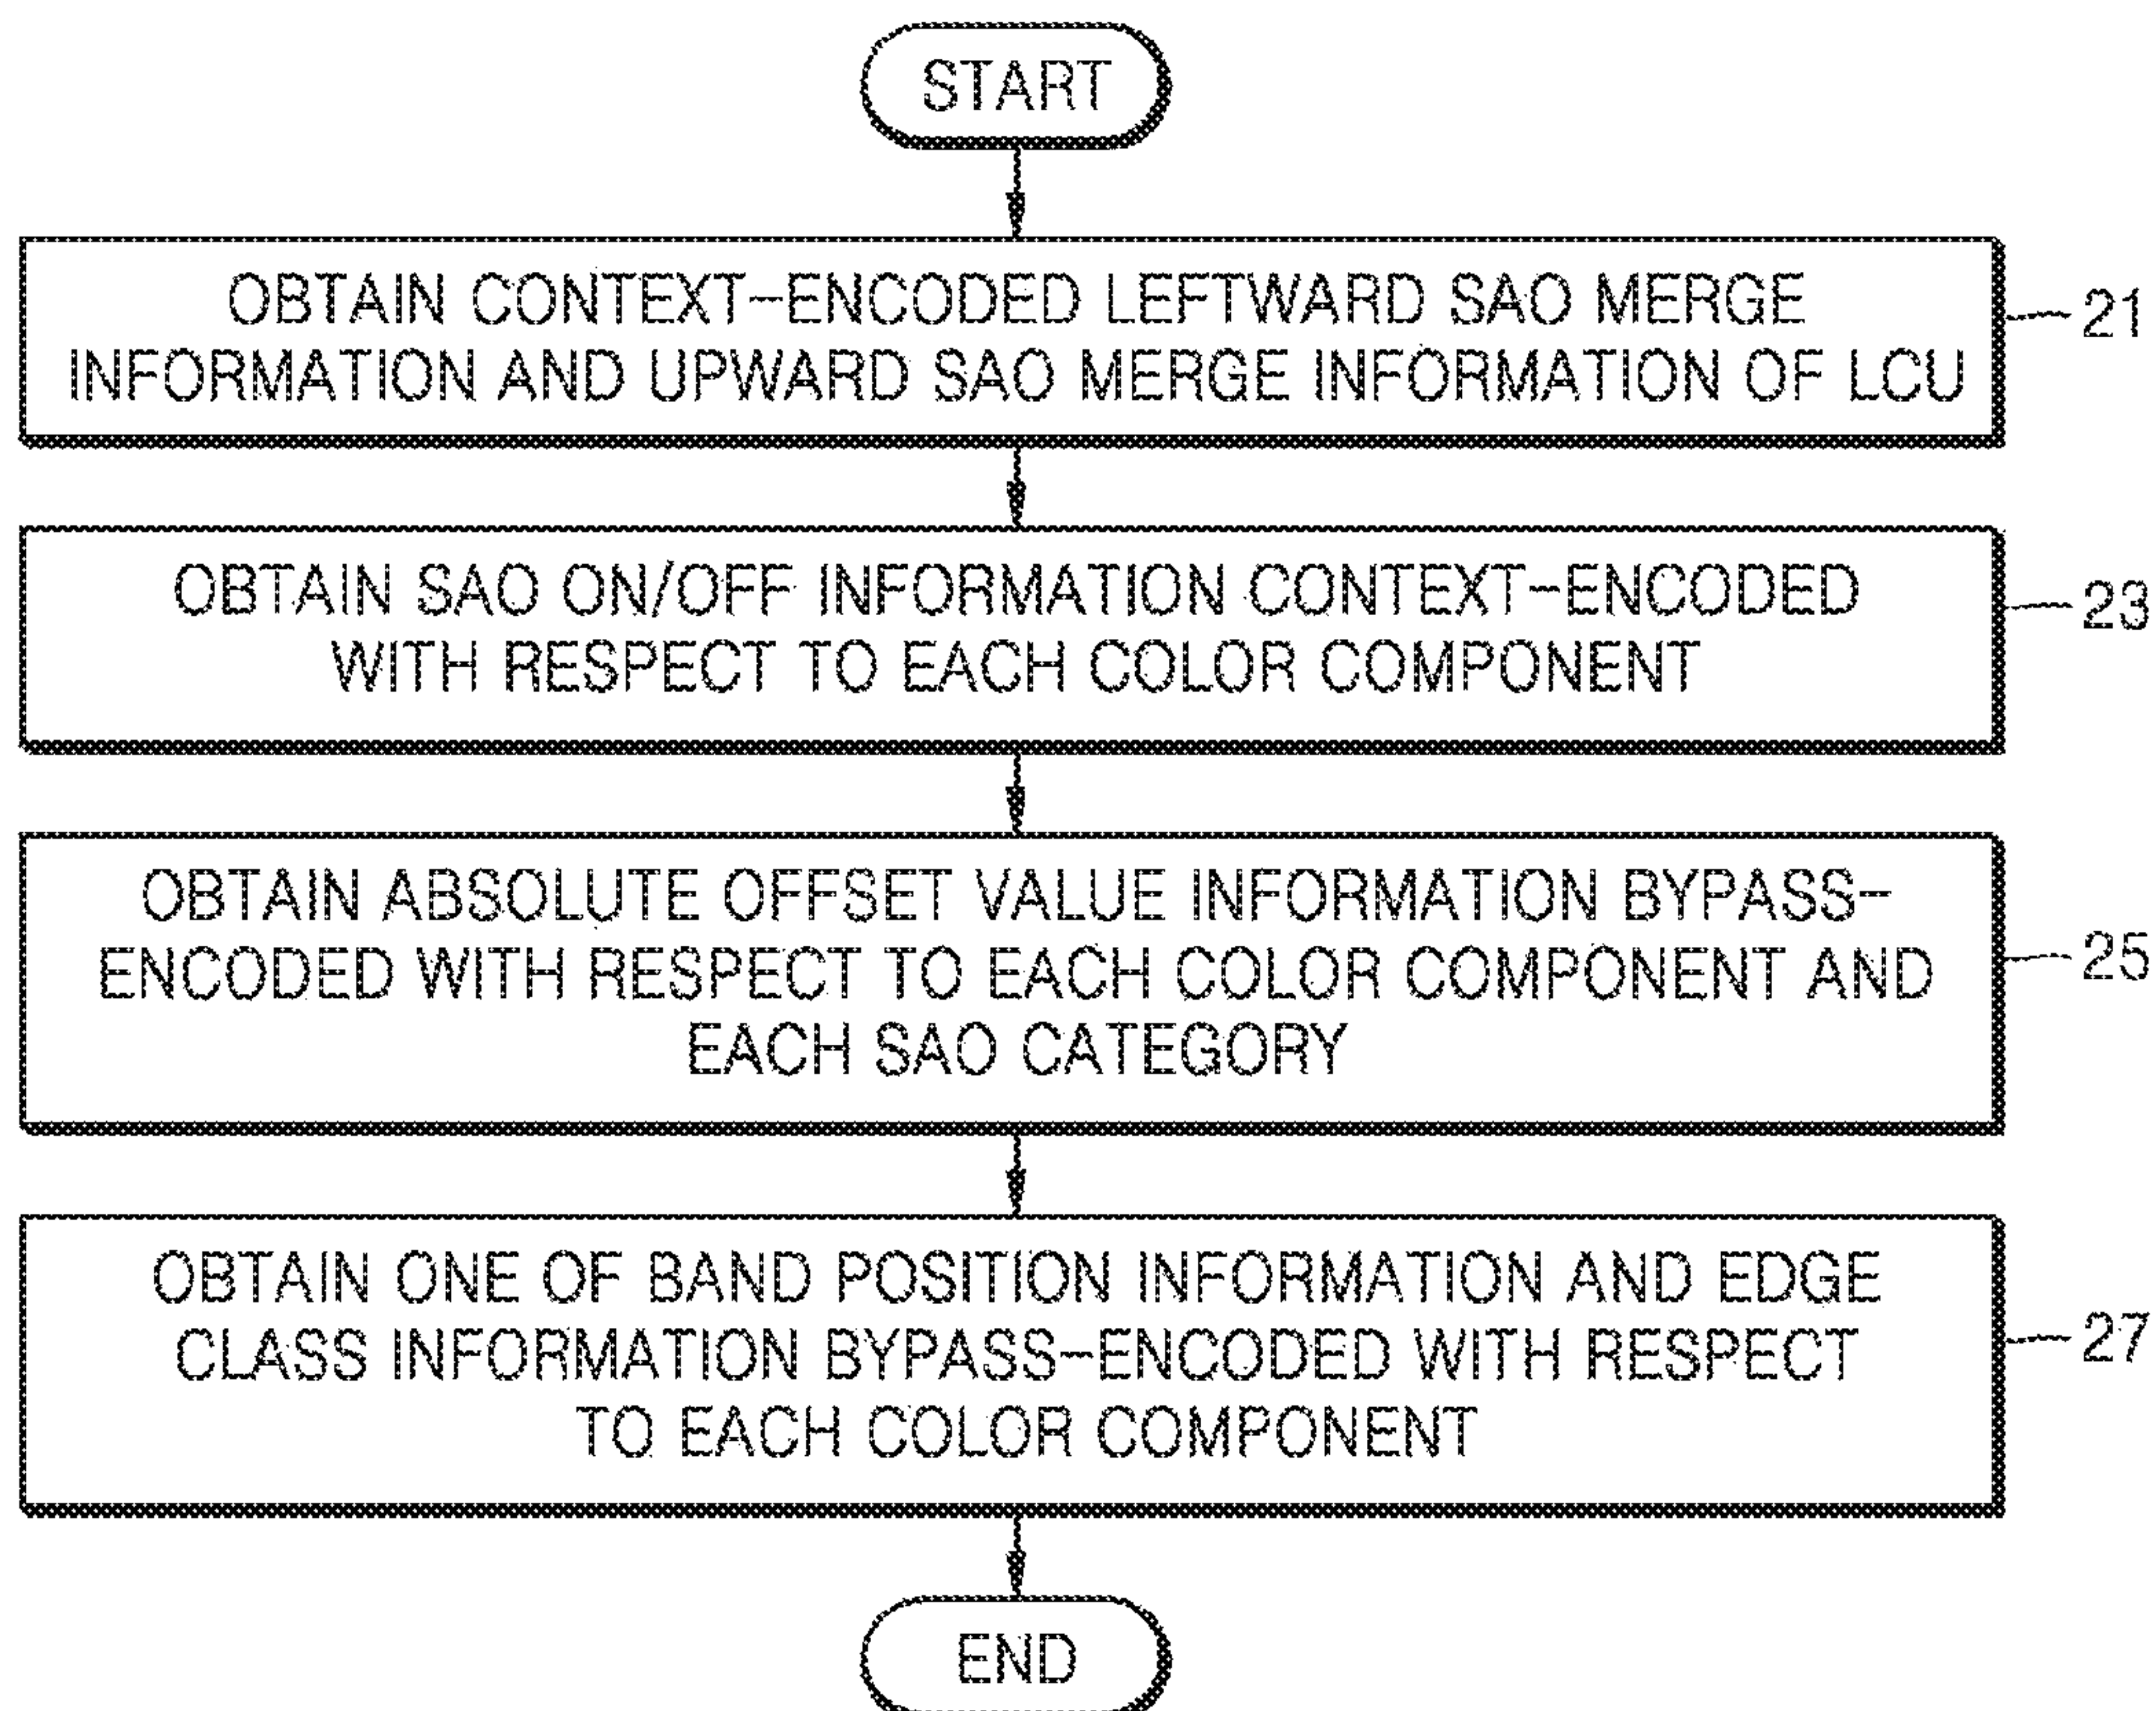 START
OBTAIN CONTEXT-ENCODED LEFTWARD SAO MERGE
INFORMATION AND UPWARD SAO MERGE INFORMATION OF LCU
21
OBTAIN SAO ON/OFF INFORMATION CONTEXT-ENCODED
WITH RESPECT TO EACH COLOR COMPONENT
23
OBTAIN ABSOLUTE OFFSET VALUE INFORMATION BYPASS-
ENCODED WITH RESPECT TO EACH COLOR COMPONENT AND
EACH SAO CATEGORY
25
OBTAIN ONE OF BAND POSITION INFORMATION AND EDGE
CLASS INFORMATION BYPASS-ENCODED WITH RESPECT
TO EACH COLOR COMPONENT
27
END